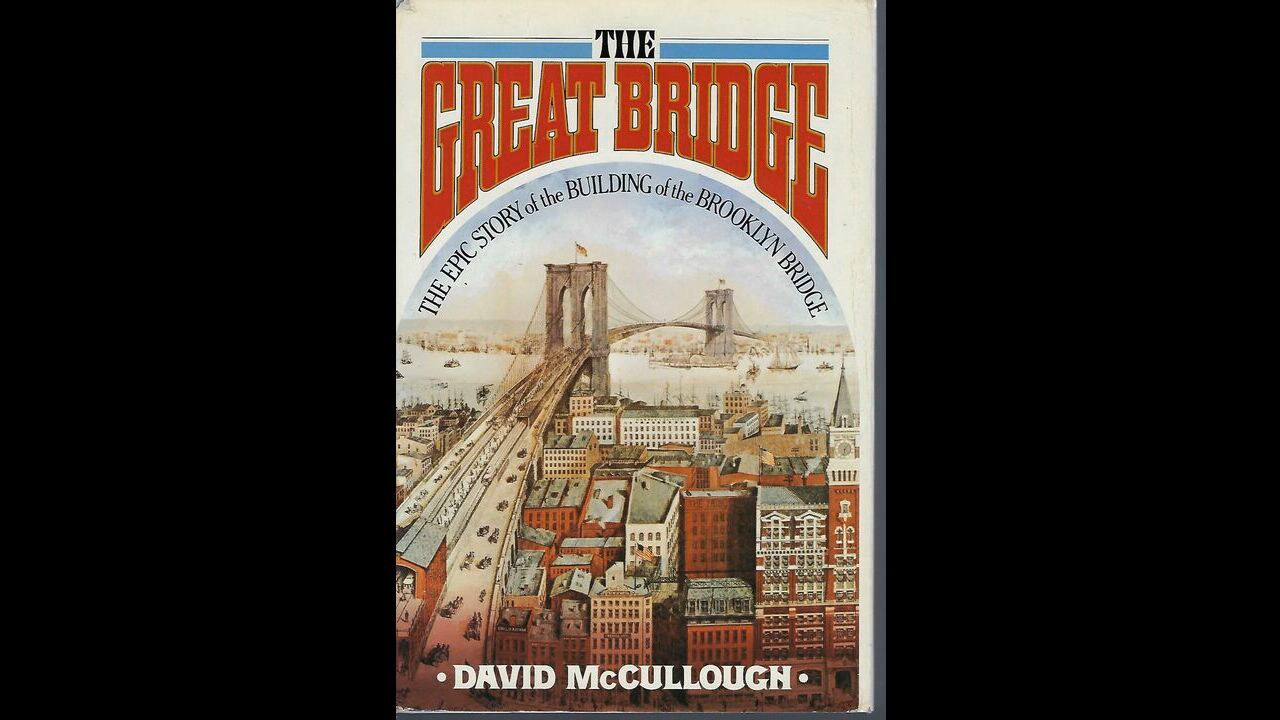 THE
GREAT BRIDGE
THE EPIC STORY of the BUILDING of the BROOKLYN BRIDGE
• DAVID McCULLOUGH •